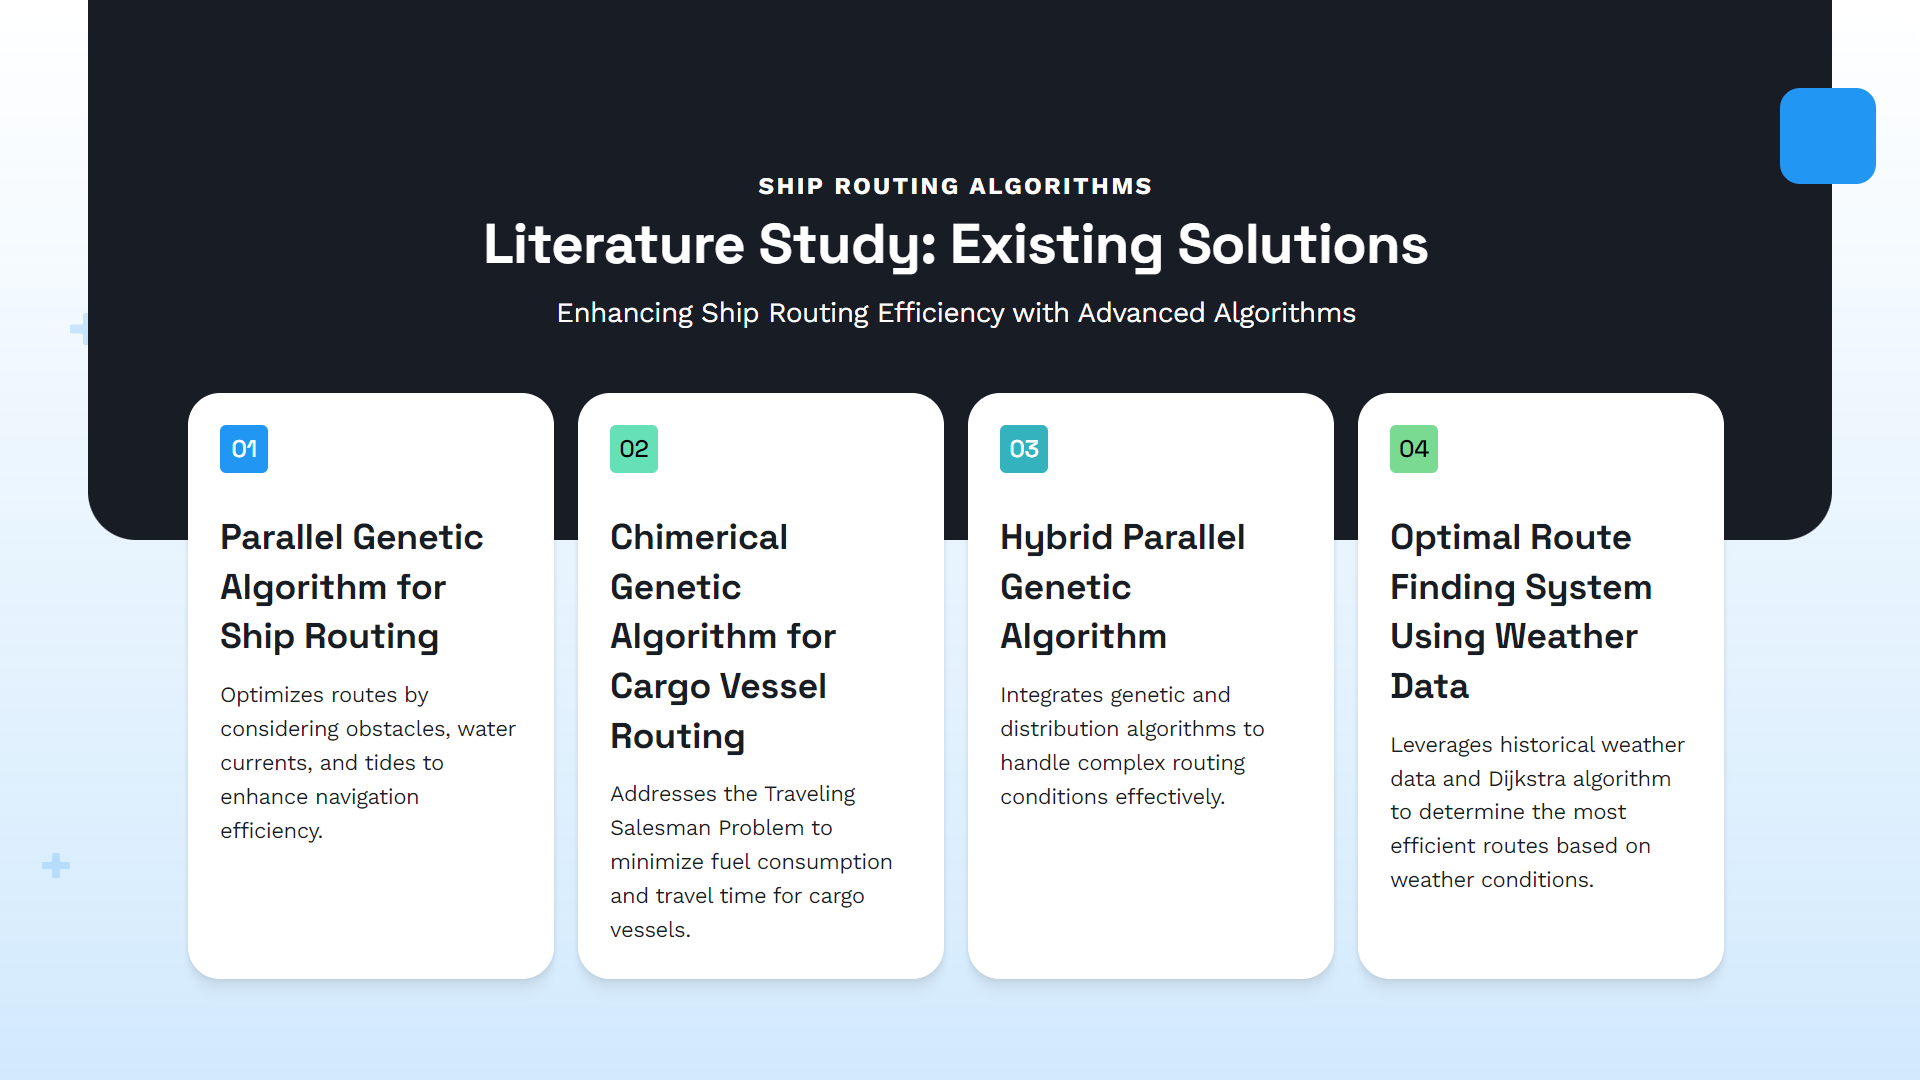 SHIP ROUTING ALGORITHMS
Literature Study: Existing Solutions
Enhancing Ship Routing Efficiency with Advanced Algorithms
01
Parallel Genetic
Algorithm for
Ship Routing
Optimizes routes by
considering obstacles, water
currents, and tides to
enhance navigation
efficiency.
02
Chimerical
Genetic
Algorithm for
Cargo Vessel
Routing
Addresses the Traveling
Salesman Problem to
minimize fuel consumption
and travel time for cargo
vessels.
03
Hybrid Parallel
Genetic
Algorithm
Integrates genetic and
distribution algorithms to
handle complex routing
conditions effectively.
04
Optimal Route
Finding System
Using Weather
Data
Leverages historical weather
data and Dijkstra algorithm
to determine the most
efficient routes based on
weather conditions.